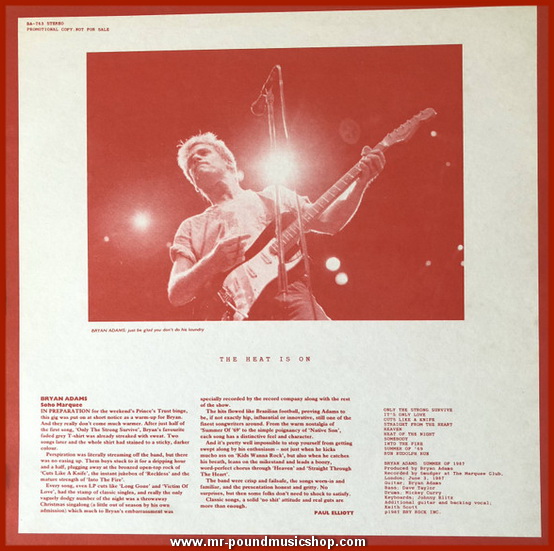 BA-743 STEREO
PROMOTIONAL COPY.NOT FOR SALE
BRYAN ADAMS: just be glad you don't do his laundry
THE HEAT IS ON
BRYAN ADAMS
Soho Marquee
IN PREPARATION for the weekend's Prince's Trust binge,
this gig was put on at short notice as a warm-up for Bryan.
And they really don't come much warmer. After just half of
the first song, 'Only The Strong Survive', Bryan's favourite
faded grey T-shirt was already streaked with sweat. Two
songs later and the whole shirt had stained to a sticky, darker
colour.
Perspiration was literally streaming off the band, but there
was no easing up. Them boys stuck to it for a dripping hour
and a half, plugging away at the bronzed open-top rock of
'Cuts Like A Knife', the instant jukebox of 'Reckless' and the
mature strength of 'Into The Fire'.
Every song, even LP cuts like 'Long Gone' and 'Victim Of
Love', had the stamp of classic singles, and really the only
vaguely dodgy number of the night was a throwaway
Christmas singalong (a little out of season by his own
admission) which much to Bryan's embarrassment was
specially recorded by the record company along with the rest
of the show.
The hits flowed like Brazilian football, proving Adams to
be, if not exactly hip, influential or innovative, still one of the
finest songwriters around. From the warm nostalgia of
'Summer Of '69' to the simple poignancy of 'Native Son',
each song has a distinctive feel and character.
And it's pretty well impossible to stop yourself from getting
swept along by his enthusiasm – not just when he kicks
mucho ass on 'Kids Wanna Rock', but also when he catches
his breath, leans on the mikestand and leads a boozy,
word-perfect chorus through 'Heaven' and 'Straight Through
The Heart'.
The band were crisp and failsafe, the songs worn-in and
familiar, and the presentation honest and gritty. No
surprises, but then some folks don't need to shock to satisfy.
Classic songs, a solid 'no shit' attitude and real guts are
more than enough.
PAUL ELLIOTT
ONLY THE STRONG SURVIVE
IT'S ONLY LOVE
CUTS LIKE A KNIFE
STRAIGHT FROM THE HEART
HEAVEN
HEAT OF THE NIGHT
SOMEBODY
INTO THE FIRE
SUMMER OF '69
RUN RUDOLPH RUN
BRYAN ADAMS SUMMER OF 1987
Produced by Bryan Adams
Recorded by Smudger at The Marquee Club,
London; June 3, 1987
Guitar: Bryan Adams
Bass: Dave Taylor
Drums: Mickey Curry
Keyboards: Johnny Blitz
Additional guitar and backing vocal,
Keith Scott
SKY ROCK INC.
www.mr-poundmusicshop.com